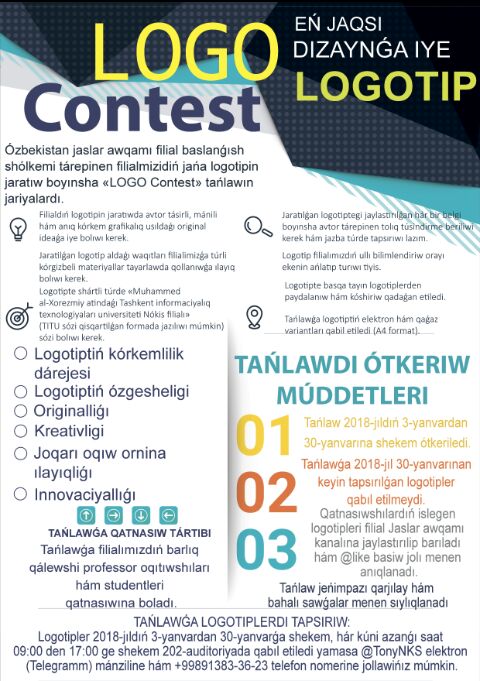 LOGO
Contest
EŃ JAQSI
DIZAYNǴA IYE
LOGOTIP
Ózbekistan jaslar awqamı filial baslanǵısh
shólkemi tárepinen filialmizidiń jańa logotipin
jaratıw boyınsha «LOGO Contest» tańlawın
jariyalardı.
Filialdıń logotipin jaratıwda avtor tásirli, mánili
hám anıq kórkem grafikalıq usıldaǵı original
ideaǵa iye bolıwı kerek.
Jaratılǵan logotip aldaǵı waqıtları filialimizǵa túrli
kórgizbeli materiallar tayarlawda qollanıwǵa ılayıq
bolıwı kerek.
Logotipte shártli túrde «Muhammed
al-Xorezmiy atındaǵı Tashkent informaciyalıq
texnologiyaları universiteti Nókis filialı»
(TITU sózi qisqartilǵan formada jazılıwı múmkin)
sózi bolıwı kerek.
Jaratılǵan logotiptegi jaylastırılǵan hár bir belgi
boyınsha avtor tárepinen tolıq túsindirme beriliwi
kerek hám jazba túrde tapsırıwı lazım.
Logotip filialımızdıń ulli bilimlendiriw orayı
ekenin ańlatıp turıwı tiyis.
Logotipte basqa tayın logotiplerden
paydalanıw hám kóshiriw qadaǵan etiledi.
Tańlawǵa logotiptiń elektron hám qaǵaz
variantları qabıl etiledi (A4 format).
Logotiptiń kórkemlilik
dárejesi
Logotiptiń ózgesheligi
Originallıǵı
Kreativligi
Joqarı oqıw ornina
ılayıqlıǵı
Innovaciyallıǵı
TAŃLAWǴA QATNASIW TÁRTIBI
Tańlawǵa filialımızdıń barlıq
qálewshi professor oqıtıwshıları
hám studentleri
qatnasıwına boladı.
TAŃLAWDI ÓTKERIW
MÚDDETLERI
01
Tańlaw 2018-jıldıń 3-yanvardan
30-yanvarına shekem ótkeriledi.
02
Tańlawǵa 2018-jıl 30-yanvarınan
keyin tapsırılǵan logotipler
qabıl etilmeydi.
03
Qatnasıwshılardıń islegen
logotipleri filial Jaslar awqamı
kanalına jaylastırılıp barıladı
hám @like basiw joli menen
anıqlanadı.
Tańlaw jeńimpazı qarjılay hám
bahalı sawǵalar menen sıylıqlanadı
TAŃLAWǴA LOGOTIPLERDI TAPSIRIW:
Logotipler 2018-jıldıń 3-yanvardan 30-yanvarǵa shekem, hár kúni azanǵı saat
09:00 den 17:00 ge shekem 202-auditoriyada qabıl etiledi yamasa @TonyNKS elektron
(Telegramm) mánziline hám +99891383-36-23 telefon nomerine jollawıńız múmkin.